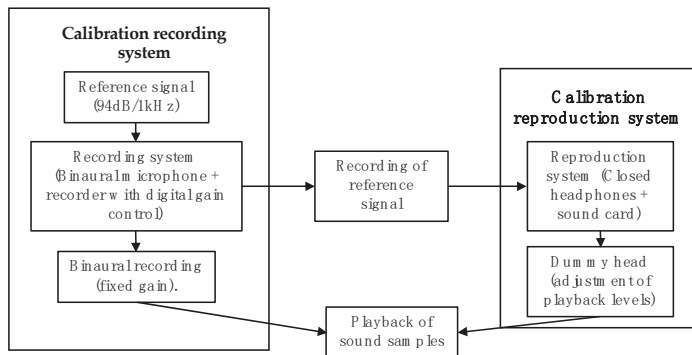 Calibration recording
system
Reference signal
(94dB/1kHz)
Recording system
(Binaural microphone +
recorder with digital gain
control)
Binaural recording
(fixed gain).
Recording of
reference
signal
Calibration
reproduction system
Reproduction
system (Closed
headphones +
sound card)
Dummy head
(adjustment of
playback levels)
Playback of
sound samples